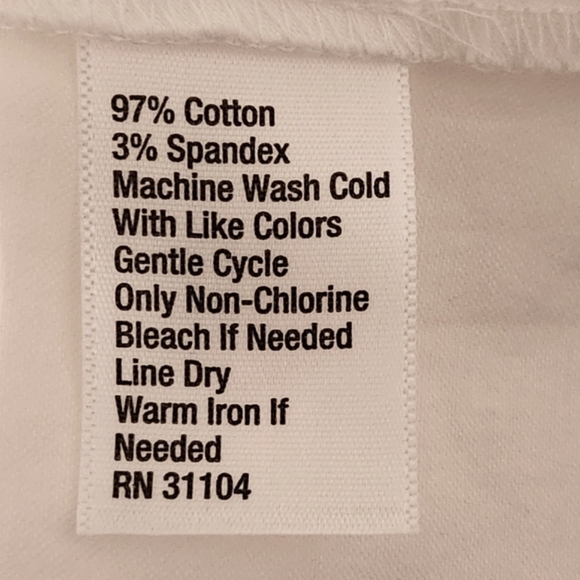 97% Cotton
3% Spandex
Machine Wash Cold
With Like Colors
Gentle Cycle
Only Non-Chlorine
Bleach If Needed
Line Dry
Warm Iron If
Needed
RN 31104